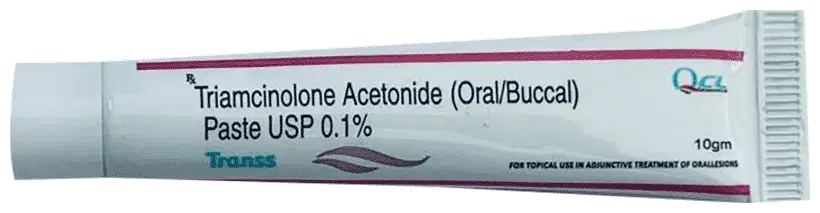 Rx Triamcinolone Acetonide (Oral/Buccal)
Paste USP 0.1%
Transs
QCL
10gm
FOR TOPICAL USE IN ADJUNCTIVE TREATMENT OF ORALLESIONS